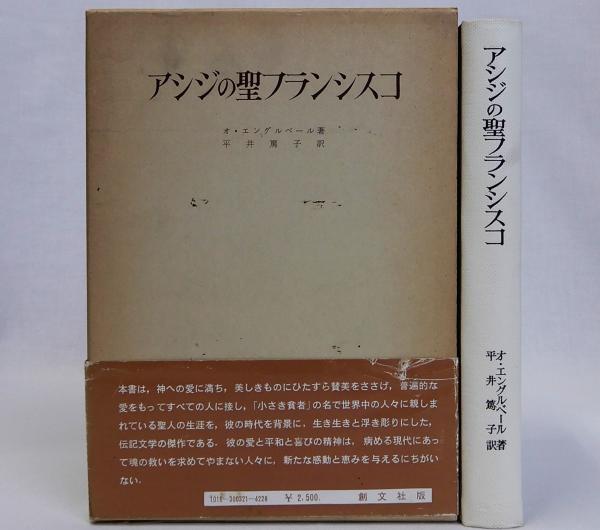 アシジの聖フランシスコ
オ・エングルベール著
平井篤子訳
本書は，神への愛に満ち，美しきものにひたすら賛美をささげ，普遍的な
愛をもってすべての人に接し，「小さき貧者」の名で世界中の人々に親しま
れている聖人の生涯を，彼の時代を背景に，生き生きと浮き彫りにした，
伝記文学の傑作である．彼の愛と平和と喜びの精神は，病める現代にあっ
て魂の救いを求めてやまない人々に，新たな感動と恵みを与えるにちがい
ない．
1016-300321-4228 ￥2,500. 創文社版
アシジの聖フランシスコ
オ・エングルベール著
平井篤子訳